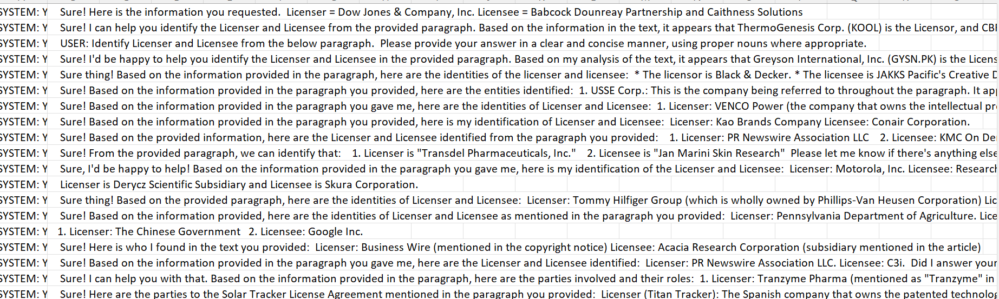 SYSTEM: Y Sure! Here is the information you requested.  Licenser = Dow Jones & Company, Inc. Licensee = Babcock Dounreay Partnership and Caithness Solutions
SYSTEM: Y Sure! I can help you identify the Licenser and Licensee from the provided paragraph. Based on the information in the text, it appears that ThermoGenesis Corp. (KOOL) is the Licensor, and
SYSTEM: Y USER: Identify Licenser and Licensee from the below paragraph.  Please provide your answer in a clear and concise manner, using proper nouns where appropriate.
SYSTEM: Y Sure! I'd be happy to help you identify the Licenser and Licensee in the provided paragraph. Based on my analysis of the text, it appears that Greyson International, Inc. (GYSN.PK) is the Licens
SYSTEM: Y Sure thing! Based on the information provided in the paragraph, here are the identities of the licenser and licensee:  * The licensor is Black & Decker. * The licensee is JAKKS Pacific's Creative
SYSTEM: Y Sure! Based on the information provided in the paragraph you provided, here are the entities identified:  1. USSE Corp.: This is the company being referred to throughout the paragraph. It ap
SYSTEM: Y Sure! Based on the information provided in the paragraph you gave me, here are the identities of Licenser and Licensee:  1. Licenser: VENCO Power (the company that owns the intellectual pr
SYSTEM: Y Sure! Based on the information provided in the paragraph you provided, here is my identification of Licenser and Licensee:  Licenser: Kao Brands Company Licensee: Conair Corporation.
SYSTEM: Y Sure! Based on the provided information, here are the Licenser and Licensee identified from the paragraph you provided:   1. Licenser: PR Newswire Association LLC   2. Licensee: KMC On De
SYSTEM: Y Sure! From the provided paragraph, we can identify that:   1. Licenser is "Transdel Pharmaceuticals, Inc."   2. Licensee is "Jan Marini Skin Research"  Please let me know if there's anything else
SYSTEM: Y Sure, I'd be happy to help! Based on the information provided in the paragraph you gave me, here is my identification of the Licenser and Licensee:  Licenser: Motorola, Inc. Licensee: Research
SYSTEM: Y Licenser is Derycz Scientific Subsidiary and Licensee is Skura Corporation.
SYSTEM: Y Sure thing! Based on the provided paragraph, here are the identities of Licenser and Licensee:  Licenser: Tommy Hilfiger Group (which is wholly owned by Phillips-Van Heusen Corporation) Lic
SYSTEM: Y Sure! Based on the information provided, here are the identities of Licenser and Licensee as mentioned in the paragraph you provided:  Licenser: Pennsylvania Department of Agriculture. Lice
SYSTEM: Y 1. Licenser: The Chinese Government   2. Licensee: Google Inc.
SYSTEM: Y Sure! Here is who I found in the text you provided:  Licenser: Business Wire (mentioned in the copyright notice) Licensee: Acacia Research Corporation (subsidiary mentioned in the article)
SYSTEM: Y Sure! Based on the information provided in the paragraph you gave me, here are the Licenser and Licensee identified:  Licenser: PR Newswire Association LLC. Licensee: C3i.  Did I answer your
SYSTEM: Y Sure! I can help you with that. Based on the information provided in the paragraph, here are the parties involved and their roles:  1. Licenser: Tranzyme Pharma (mentioned as "Tranzyme" in
SYSTEM: Y Sure! Here are the parties to the Solar Tracker License Agreement mentioned in the paragraph you provided:  Licenser (Titan Tracker): The Spanish company that owns the patented technolo